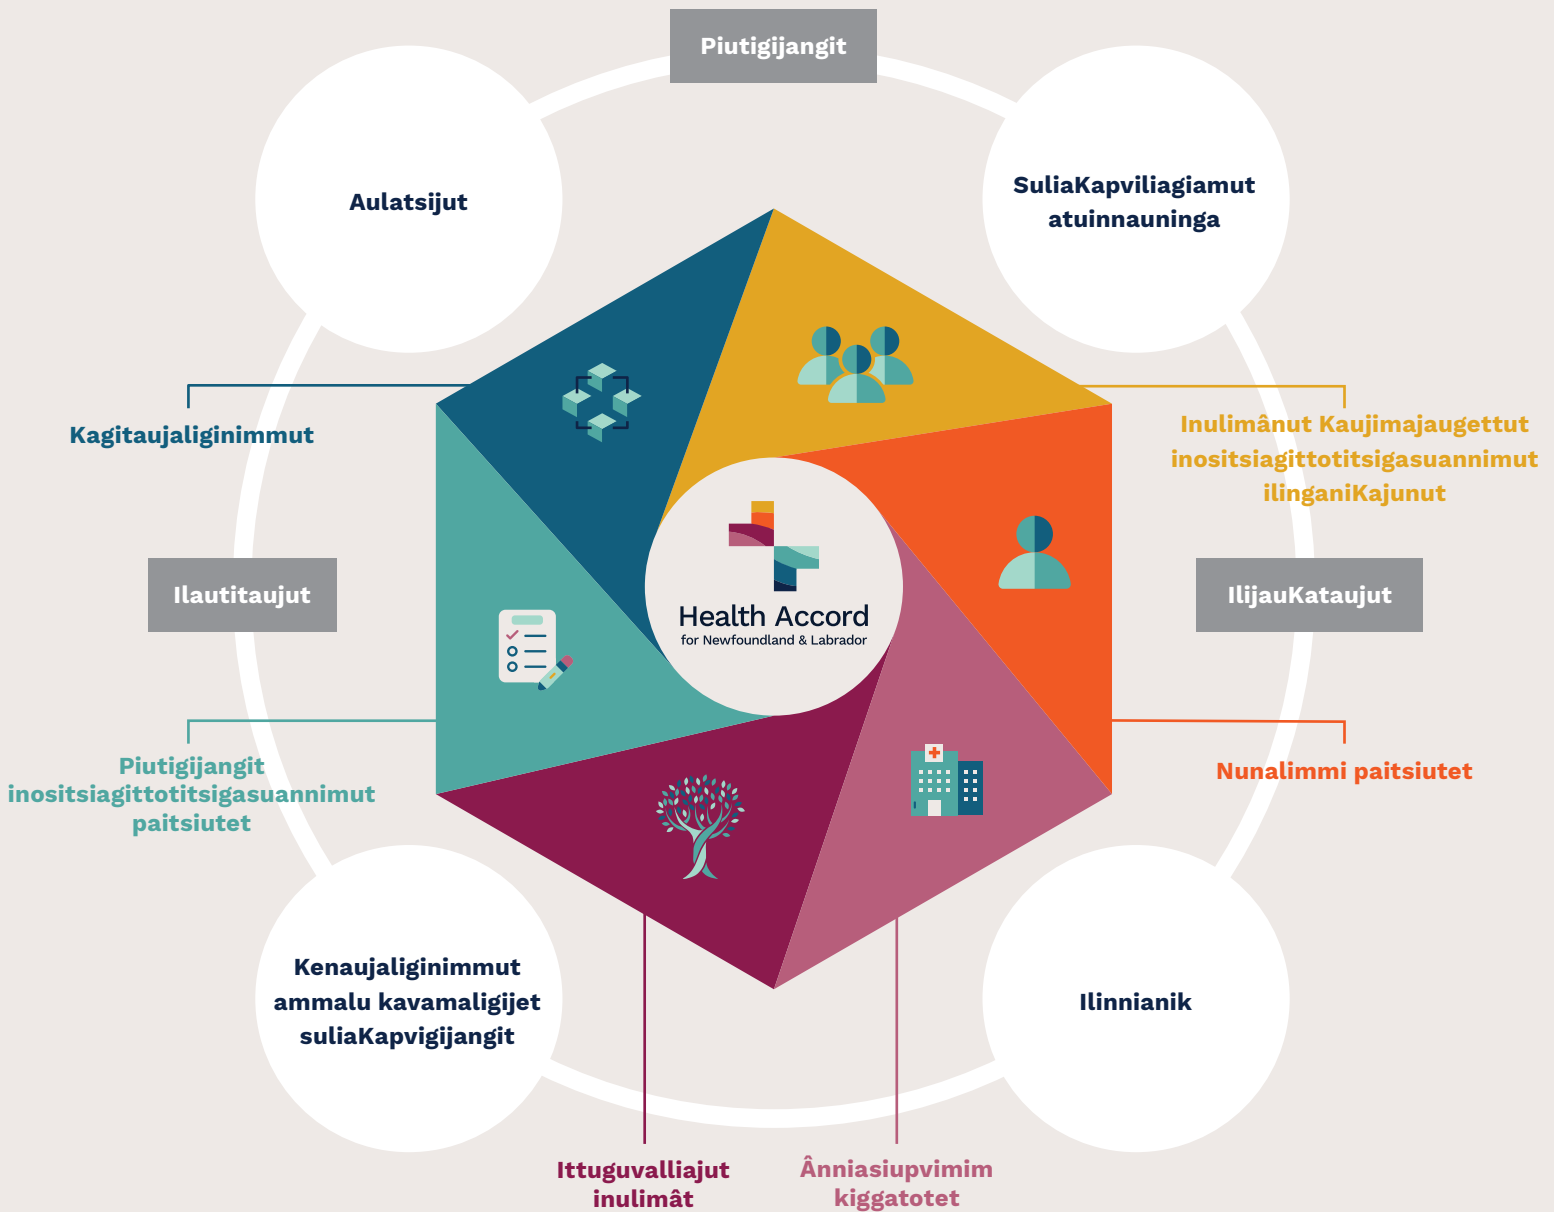 Piutigijangit
Aulatsijut
SuliaKapviliagiamut
atuinnauninga
Kagitaujaliginimmut
Inulimânut Kaujimajaugettut
inositsiagittotitsigasuannimut
ilinganiKajunut
Ilautitaujut
Health Accord
for Newfoundland & Labrador
IlijauKataujut
Piutigijangit
inositsiagittotitsigasuannimut
paitsiutet
Nunalimmi paitsiutet
Kenaujaliginimmut
ammalu kavamaligijet
suliaKapvigijangit
Ilinnianik
Ittuguvalliajut
inulimât
Ânniasiupvimim
kiggatotet